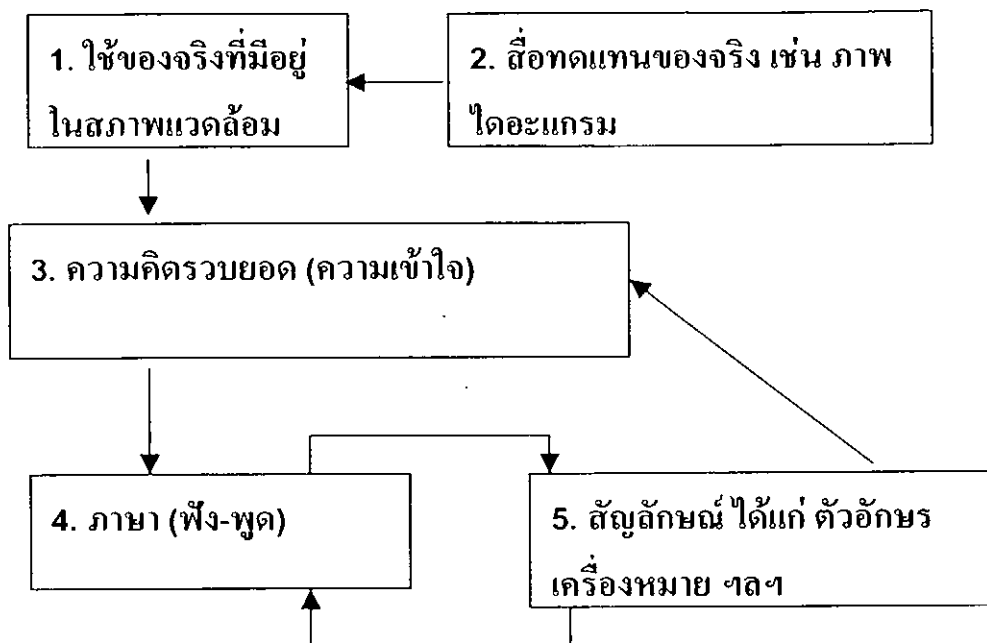 1. ใช้ของจริงที่มีอยู่
ในสภาพแวดล้อม
2. สื่อทดแทนของจริง เช่น ภาพ
ไดอะแกรม
3. ความคิดรวบยอด (ความเข้าใจ)
4. ภาษา (ฟัง-พูด)
5. สัญลักษณ์ ได้แก่ ตัวอักษร
เครื่องหมาย ฯลฯ